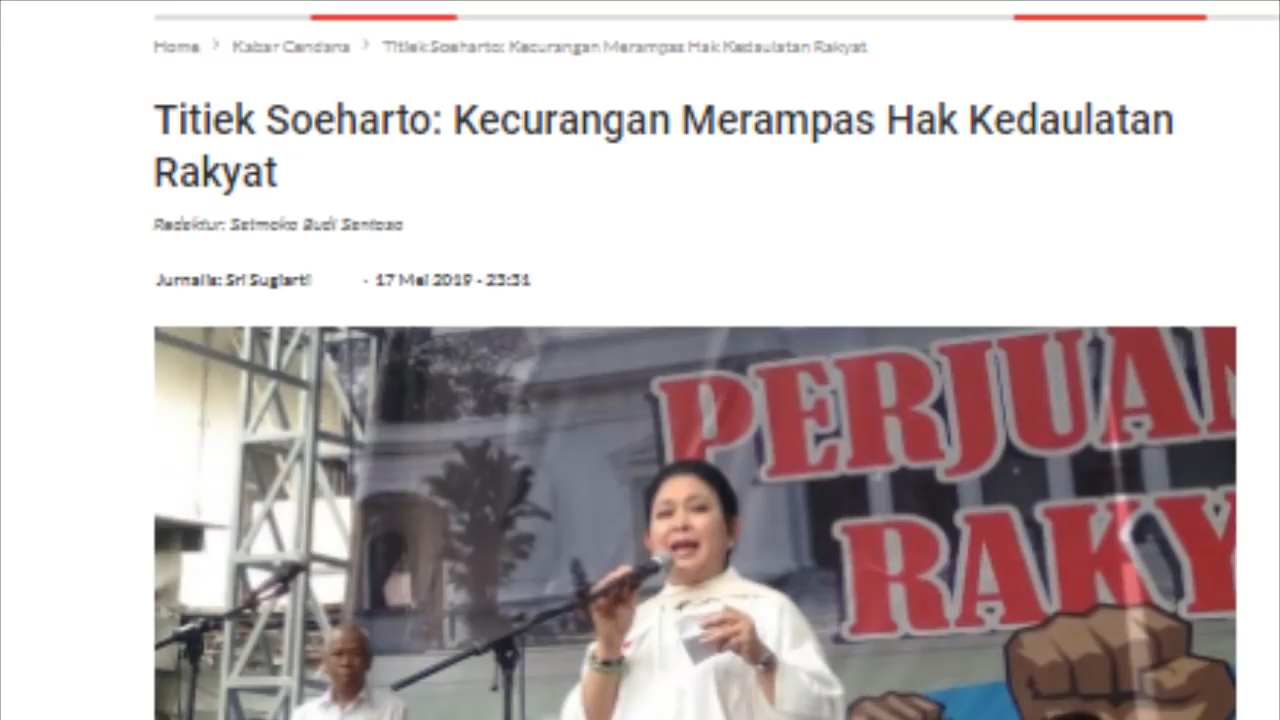 Home > Kabar Cendana > Titiek Soeharto: Kecurangan Merampas Hak Kedaulatan Rakyat
Titiek Soeharto: Kecurangan Merampas Hak Kedaulatan
Rakyat
Redaktur: Satmoko Budi Santoso
Jurnalis: Sri Sugiarti - 17 Mei 2019 - 23:31
PERJUAN
RAKY